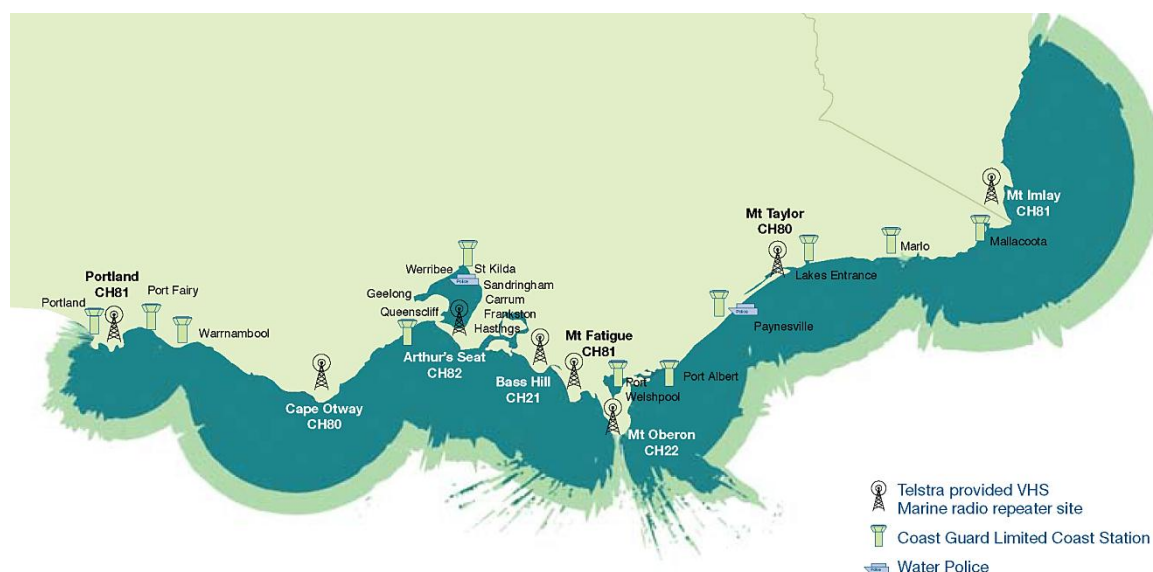 Portland
CH81
Portland
Port Fairy
Warrnambool
Cape Otway
CH80
Werribee
St Kilda
Police
Geelong
Sandringham
Carrum
Queenscliff
Frankston
Hastings
Arthur's Seat
CH82
Bass Hill
CH21
Mt Fatigue
CH81
Port
Welshpool
Port Albert
Mt Oberon
CH22
Mt Taylor
CH80
Lakes Entrance
Police
Paynesville
Marlo
Mallacoota
Mt Imlay
CH81
Telstra provided VHS
Marine radio repeater site
Coast Guard Limited Coast Station
Police
Water Police